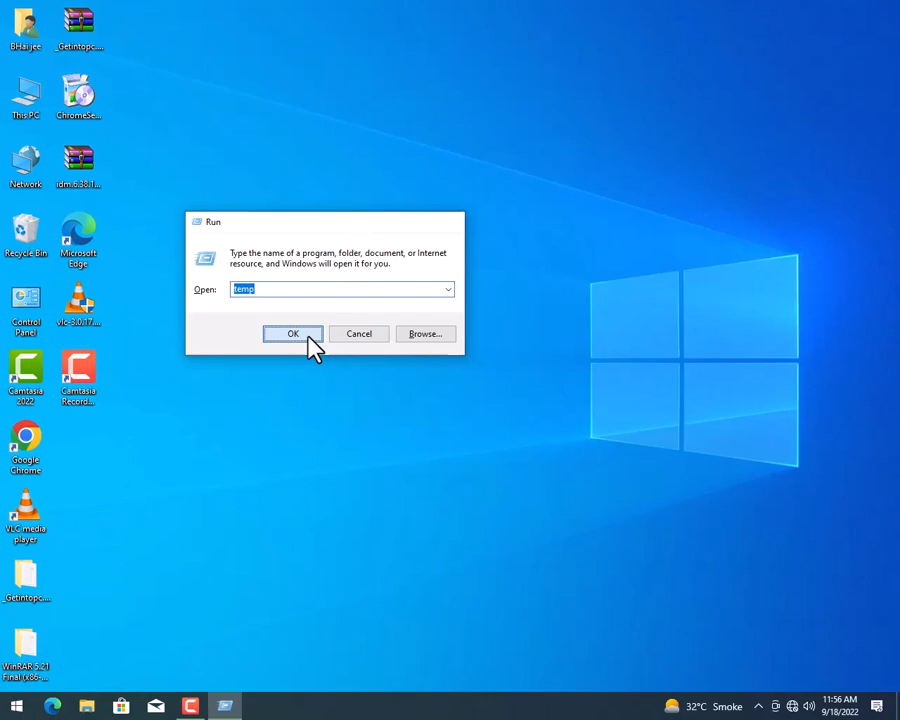 BHai jee
_Getintopc....
This PC
ChromeSe...
Network
idm.6.38.1...
Recycle Bin
Microsoft
Edge
Control
Panel
vlc-3.0.17....
Camtasia
2022
Camtasia
Record...
Google
Chrome
VLC media
player
_Getintopc....
WinRAR 5.21
Final (x86-...
Run
Type the name of a program, folder, document, or Internet
resource, and Windows will open it for you.
Open:
temp
OK
Cancel
Browse...
32°C Smoke
11:56 AM
9/18/2022